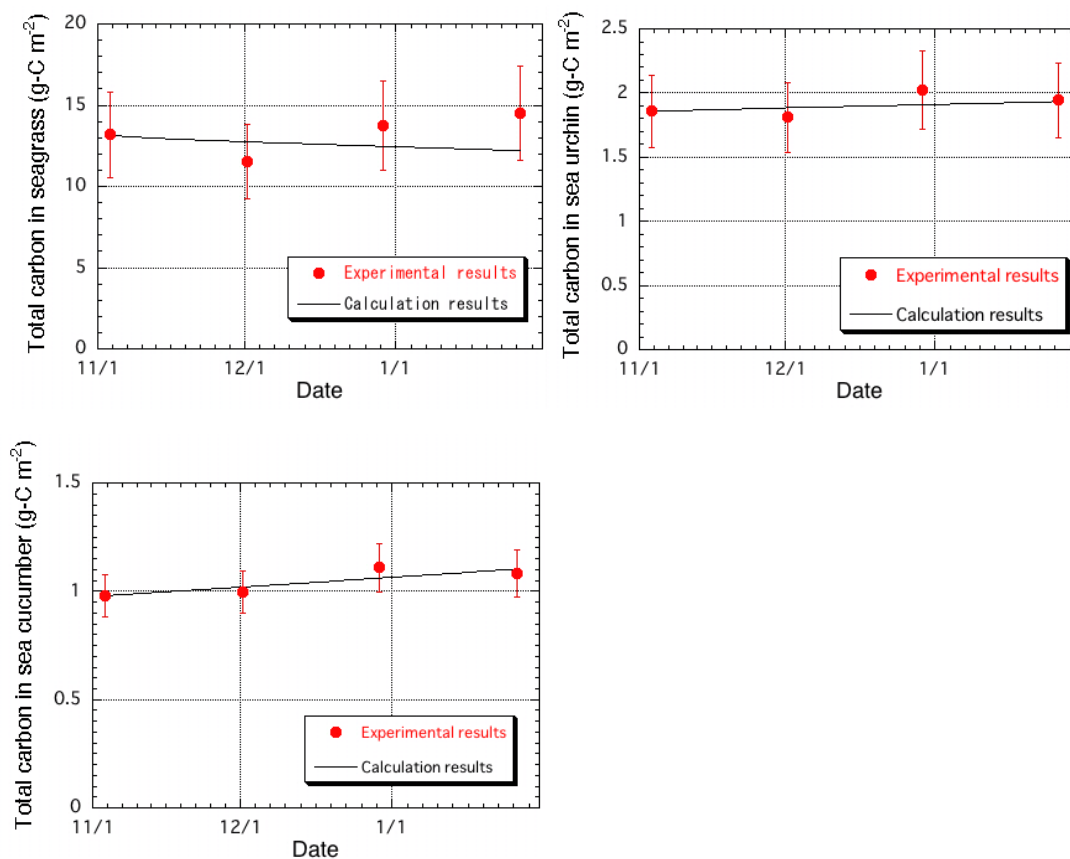 Total carbon in seagrass (g-C m-2)
20
15
10
5
0
Experimental results
Calculation results
11/1
12/1
1/1
Date
Total carbon in sea urchin (g-C m-2)
2.5
2
1.5
1
0.5
0
Experimental results
Calculation results
11/1
12/1
1/1
Date
Total carbon in sea cucumber (g-C m-2)
1.5
1
0.5
0
Experimental results
Calculation results
11/1
12/1
1/1
Date